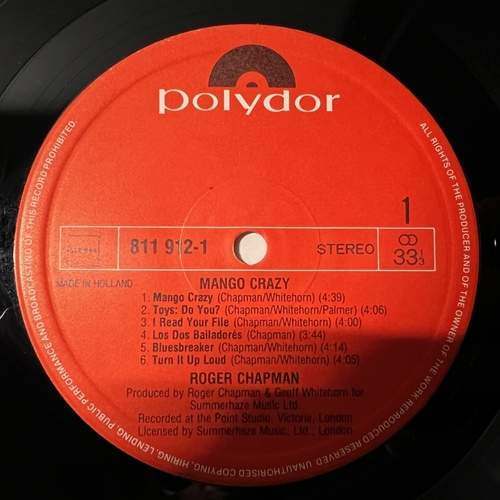 polydor
1
811 912-1
STEREO
33 1/3
MADE IN HOLLAND
MANGO CRAZY
1. Mango Crazy (Chapman/Whitehorn) (4:39)
2. Toys: Do You? (Chapman/Whitehorn/Palmer) (4:06)
3. I Read Your File (Chapman/Whitehorn) (4:00)
4. Los Dos Bailadorés (Chapman) (3:44)
5. Bluesbreaker (Chapman/Whitehorn) (3:14)
6. Turn It Up Loud (Chapman/Whitehorn) (4:05)
ROGER CHAPMAN
Produced by Roger Chapman & Geoff Whitehorn for
Summerhaze Music Ltd.
Recorded at the Point Studio, Victoria, London
Licensed by Summerhaze Music, Ltd., London
ALL RIGHTS OF THE PRODUCER AND OF THE OWNER OF THE WORK REPRODUCED RESERVED UNAUTHORISED COPYING, HIRING, LENDING, PUBLIC PERFORMANCE AND BROADCASTING OF THIS RECORD PROHIBITED.